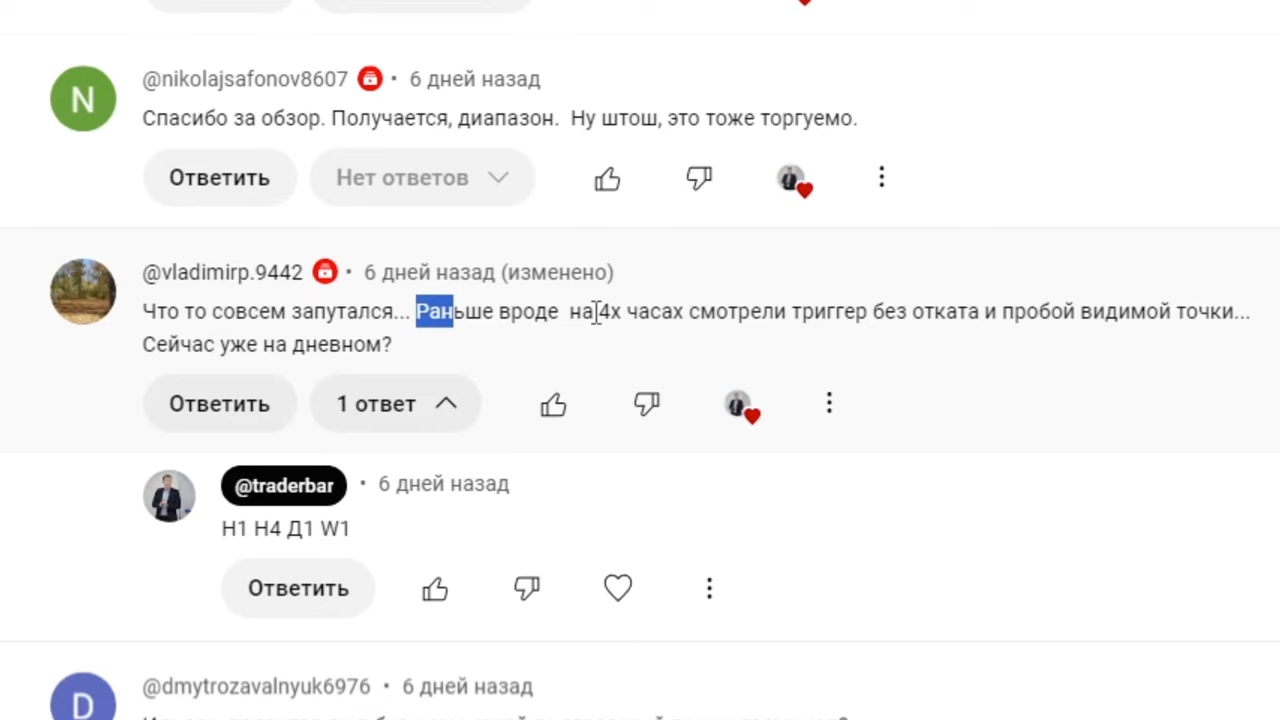 @nikolajsafonov8607 • 6 дней назад
N
Спасибо за обзор. Получается, диапазон. Ну штош, это тоже торгуемо.
Ответить Нет ответов
@vladimirp.9442 • 6 дней назад (изменено)
Что то совсем запутался... Раньше вроде на 4х часах смотрели триггер без отката и пробой видимой точки...
Сейчас уже на дневном?
Ответить 1 ответ
@traderbar • 6 дней назад
Н1 Н4 Д1 W1
Ответить
@dmytrozavalnyuk6976 • 6 дней назад
D